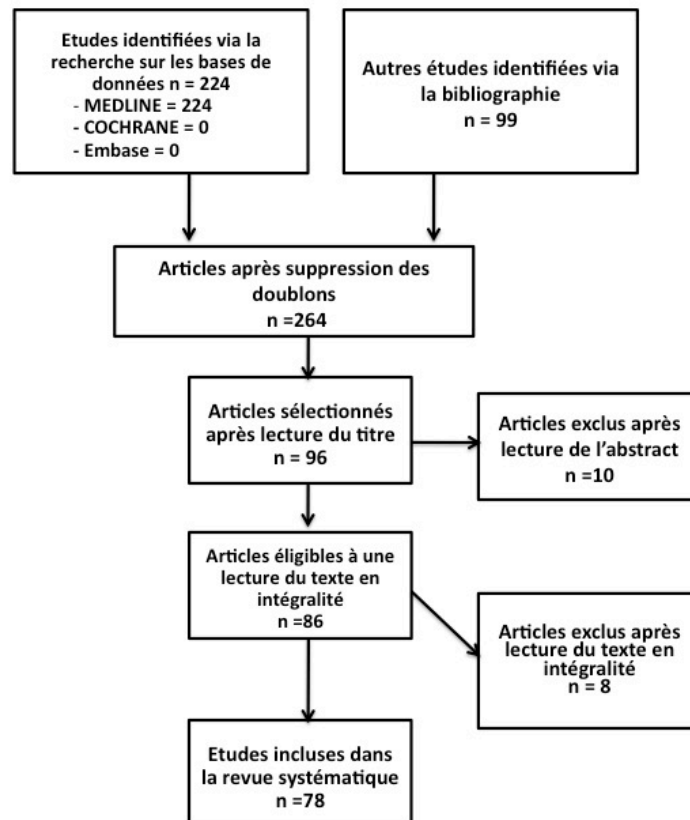 Etudes identifiées via la
recherche sur les bases de
données n = 224
- MEDLINE = 224
- COCHRANE = 0
- Embase = 0
Autres études identifiées via
la bibliographie
n = 99
Articles après suppression des
doublons
n =264
Articles sélectionnés
après lecture du titre
n = 96
Articles exclus après
lecture de l'abstract
n =10
Articles éligibles à une
lecture du texte en
intégralité
n =86
Articles exclus après
lecture du texte en
intégralité
n = 8
Etudes incluses dans
la revue systématique
n =78